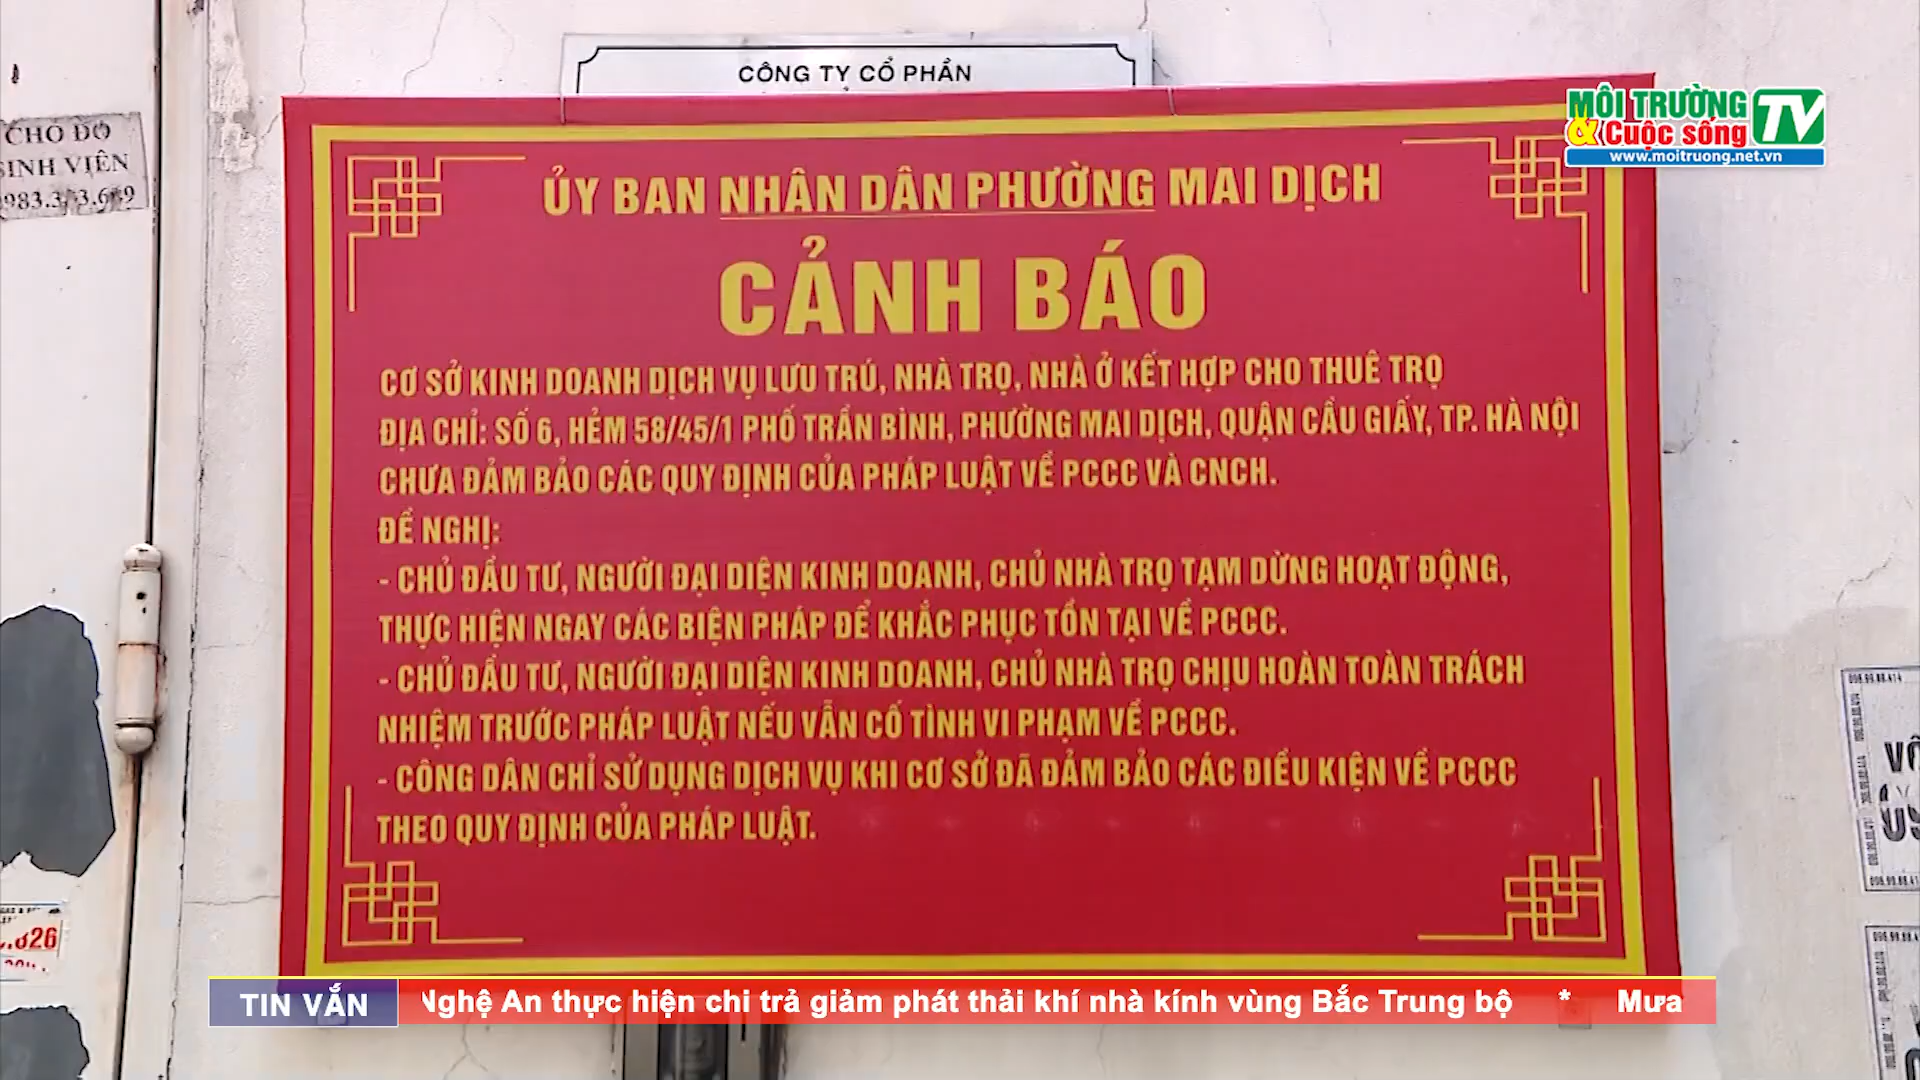 CÔNG TY CỔ PHẦN
MÔI TRƯỜNG
& Cuộc sống
TV
www.moitruong.net.vn
CHO ĐỒ
SINH VIÊN
ỦY BAN NHÂN DÂN PHƯỜNG MAI DỊCH
CẢNH BÁO
CƠ SỞ KINH DOANH DỊCH VỤ LƯU TRÚ, NHÀ TRỌ, NHÀ Ở KẾT HỢP CHO THUÊ TRỌ
ĐỊA CHỈ: SỐ 6, HẺM 58/45/1 PHỐ TRẦN BÌNH, PHƯỜNG MAI DỊCH, QUẬN CẦU GIẤY, TP. HÀ NỘI
CHƯA ĐẢM BẢO CÁC QUY ĐỊNH CỦA PHÁP LUẬT VỀ PCCC VÀ CNCH.
ĐỀ NGHỊ:
- CHỦ ĐẦU TƯ, NGƯỜI ĐẠI DIỆN KINH DOANH, CHỦ NHÀ TRỌ TẠM DỪNG HOẠT ĐỘNG,
THỰC HIỆN NGAY CÁC BIỆN PHÁP ĐỂ KHẮC PHỤC TỒN TẠI VỀ PCCC.
- CHỦ ĐẦU TƯ, NGƯỜI ĐẠI DIỆN KINH DOANH, CHỦ NHÀ TRỌ CHỊU HOÀN TOÀN TRÁCH
NHIỆM TRƯỚC PHÁP LUẬT NẾU VẪN CỐ TÌNH VI PHẠM VỀ PCCC.
- CÔNG DÂN CHỈ SỬ DỤNG DỊCH VỤ KHI CƠ SỞ ĐÃ ĐẢM BẢO CÁC ĐIỀU KIỆN VỀ PCCC
THEO QUY ĐỊNH CỦA PHÁP LUẬT.
TIN VẮN
Nghệ An thực hiện chi trả giảm phát thải khí nhà kính vùng Bắc Trung bộ * Mưa